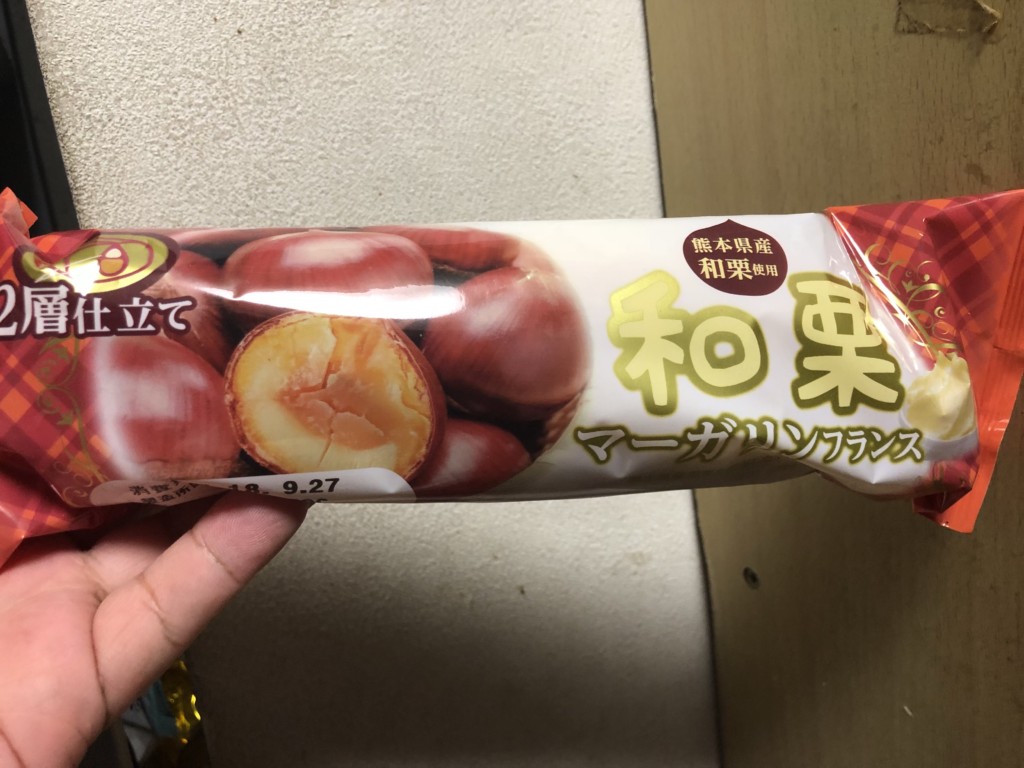 熊本県産
和栗使用
和栗
マーガリンフランス
2層仕立て
18. 9.27